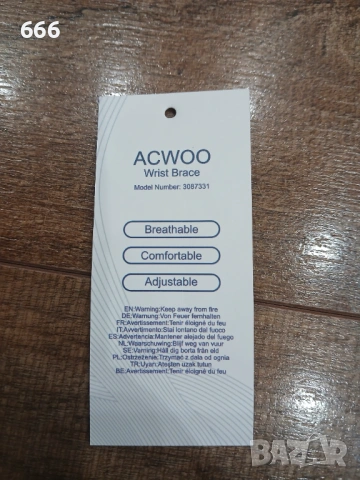 666
ACWOO
Wrist Brace
Model Number: 3087331
Breathable
Comfortable
Adjustable
EN:Warning:Keep away from fire
DE:Warnung:Von Feuer fernhalten
FR:Avertissement:Tenir éloigné du feu
IT:Avvertimento:Stai lontano dal fuoco
ES:Advertencia:Mantener alejado del fuego
NL:Waarschuwing:Blijf weg van vuur
SE:Varning:Håll dig borta från eld
PL:Ostrzeżenie:Trzymać z dala od ognia
TR:Uyarı:Ateşten uzak tutun
BE:Avertissement:Tenir éloigné du feu
BAZAR